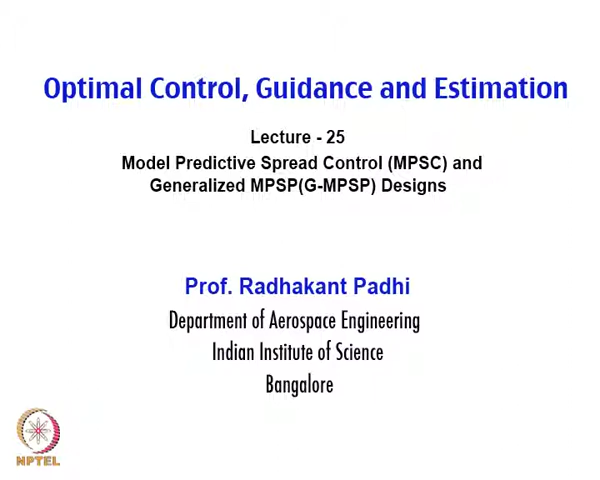 Optimal Control, Guidance and Estimation
Lecture - 25
Model Predictive Spread Control (MPSC) and
Generalized MPSP(G-MPSP) Designs
Prof. Radhakant Padhi
Department of Aerospace Engineering
Indian Institute of Science
Bangalore
NPTEL